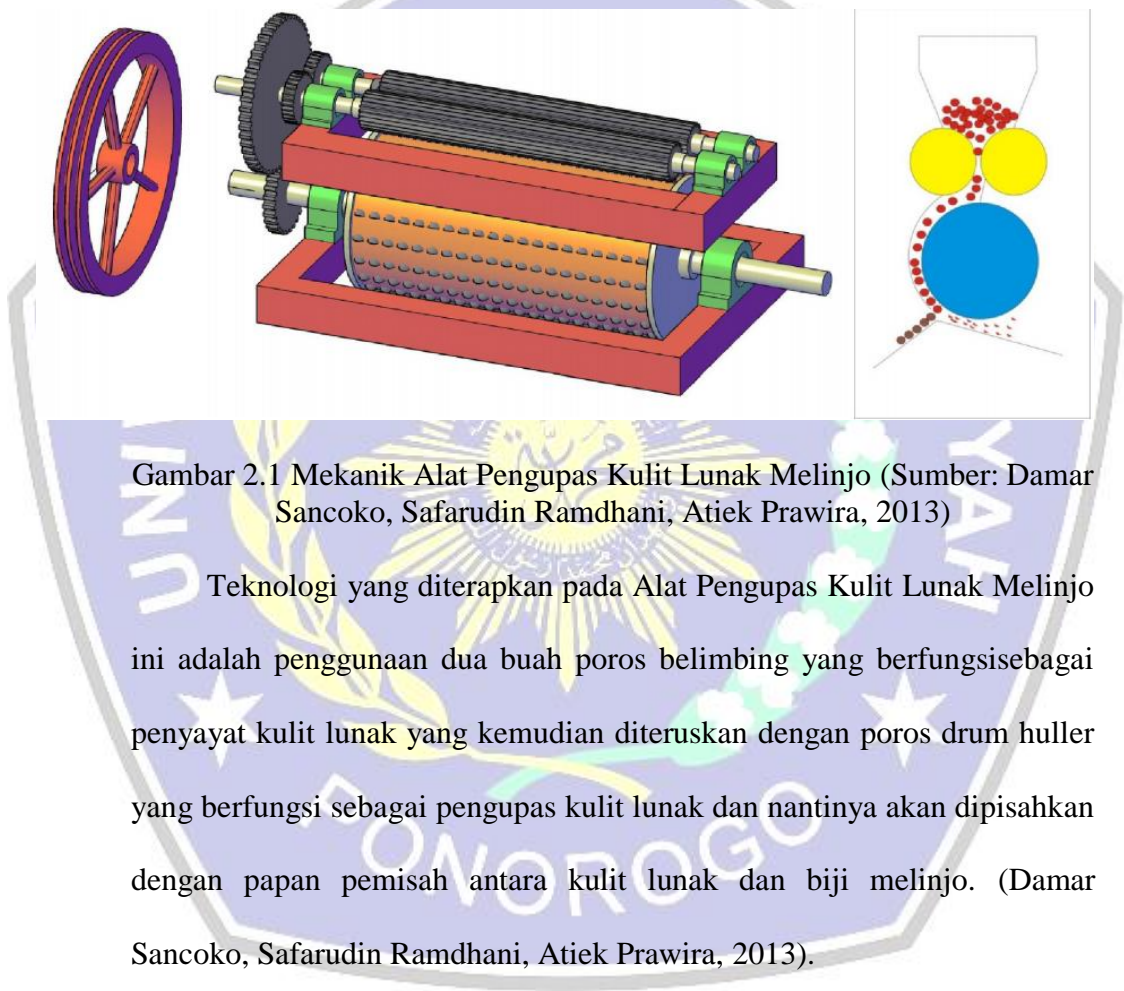 Gambar 2.1 Mekanik Alat Pengupas Kulit Lunak Melinjo (Sumber: Damar
Sancoko, Safarudin Ramdhani, Atiek Prawira, 2013)
Teknologi yang diterapkan pada Alat Pengupas Kulit Lunak Melinjo
ini adalah penggunaan dua buah poros belimbing yang berfungsisebagai
penyayat kulit lunak yang kemudian diteruskan dengan poros drum huller
yang berfungsi sebagai pengupas kulit lunak dan nantinya akan dipisahkan
dengan papan pemisah antara kulit lunak dan biji melinjo. (Damar
Sancoko, Safarudin Ramdhani, Atiek Prawira, 2013).
PONOROGO